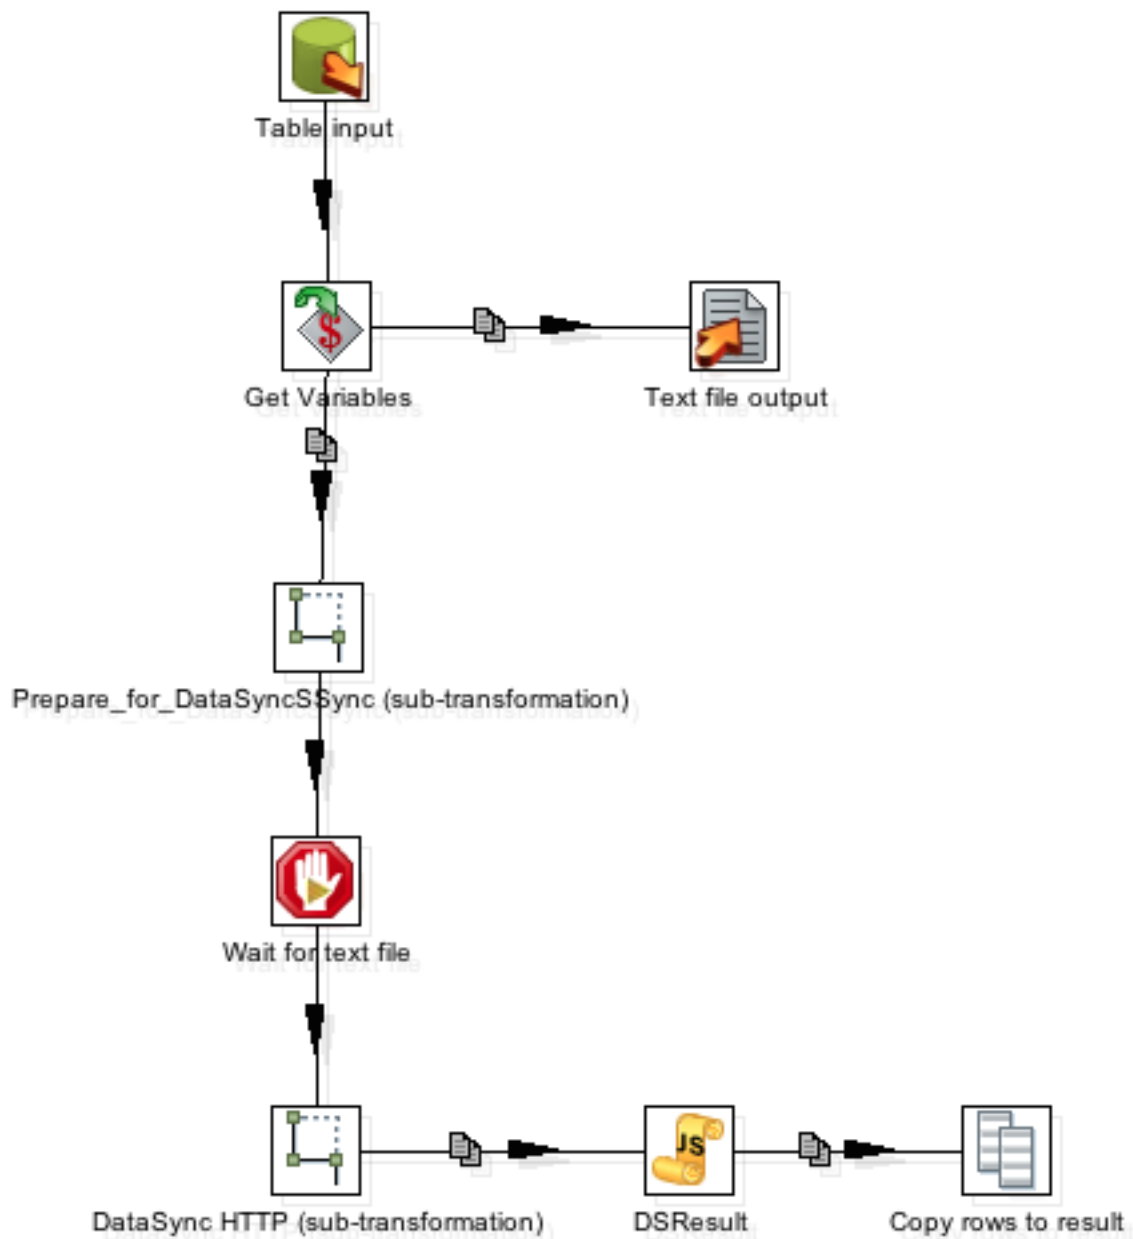 Table input
$
Get Variables
Text file output
Prepare_for_DataSyncSSync (sub-transformation)
Wait for text file
JS
DataSync HTTP (sub-transformation)
DSResult
Copy rows to result